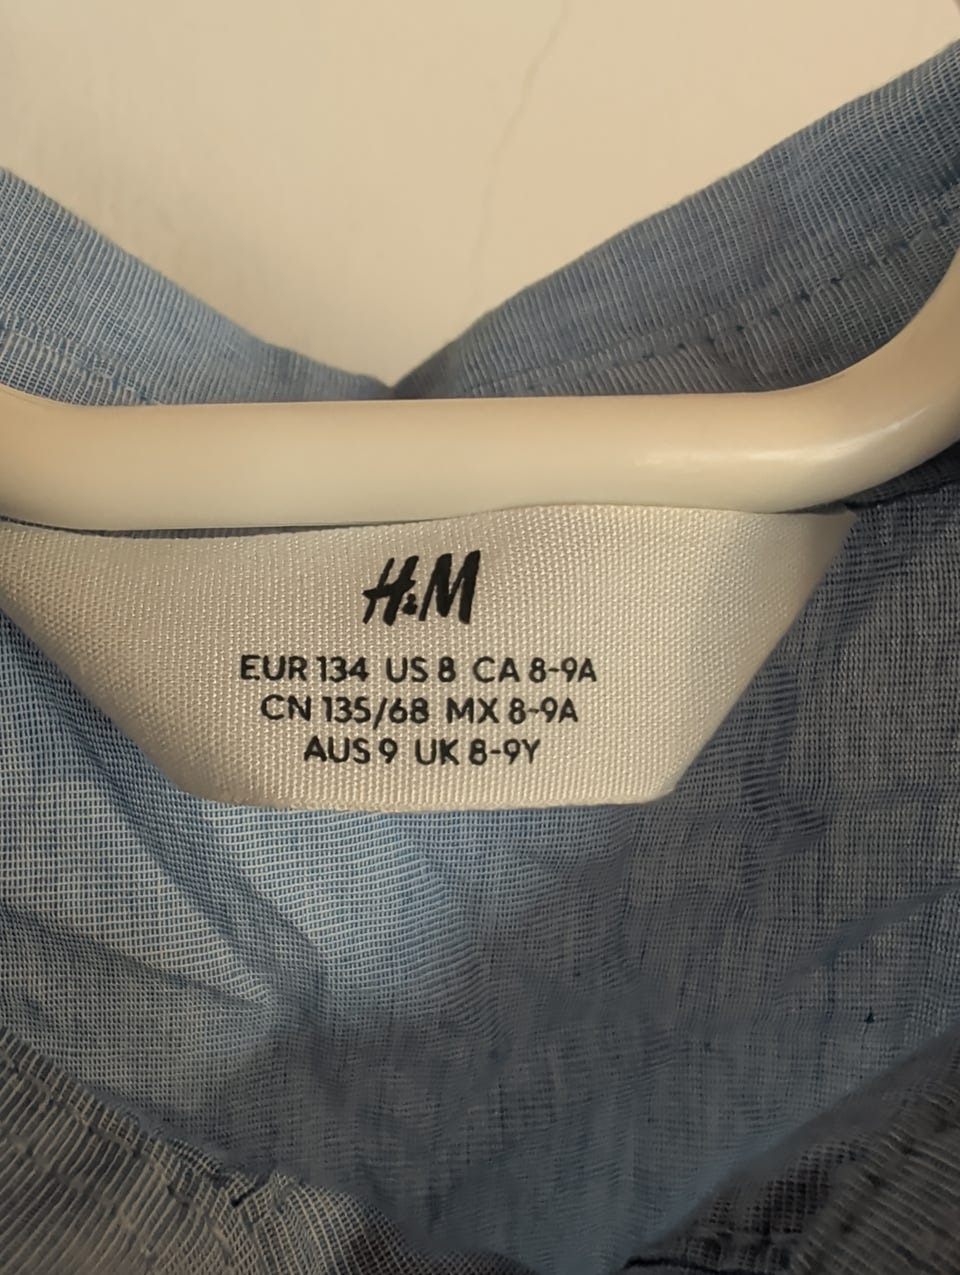 H&M
EUR 134 US 8 CA 8-9A
CN 135/68 MX 8-9A
AUS 9 UK 8-9Y